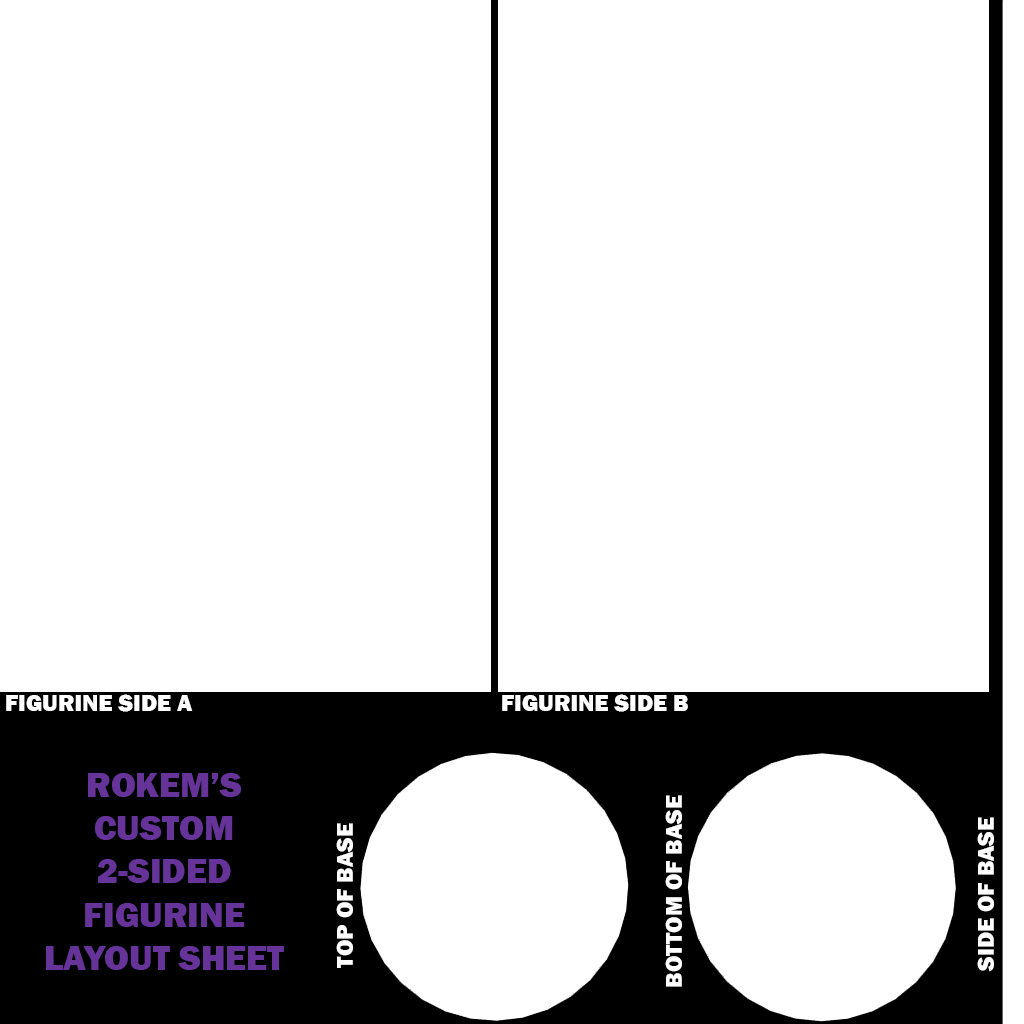 FIGURINE SIDE A
FIGURINE SIDE B
ROKEM’S
CUSTOM
2-SIDED
FIGURINE
LAYOUT SHEET
TOP OF BASE
BOTTOM OF BASE
SIDE OF BASE